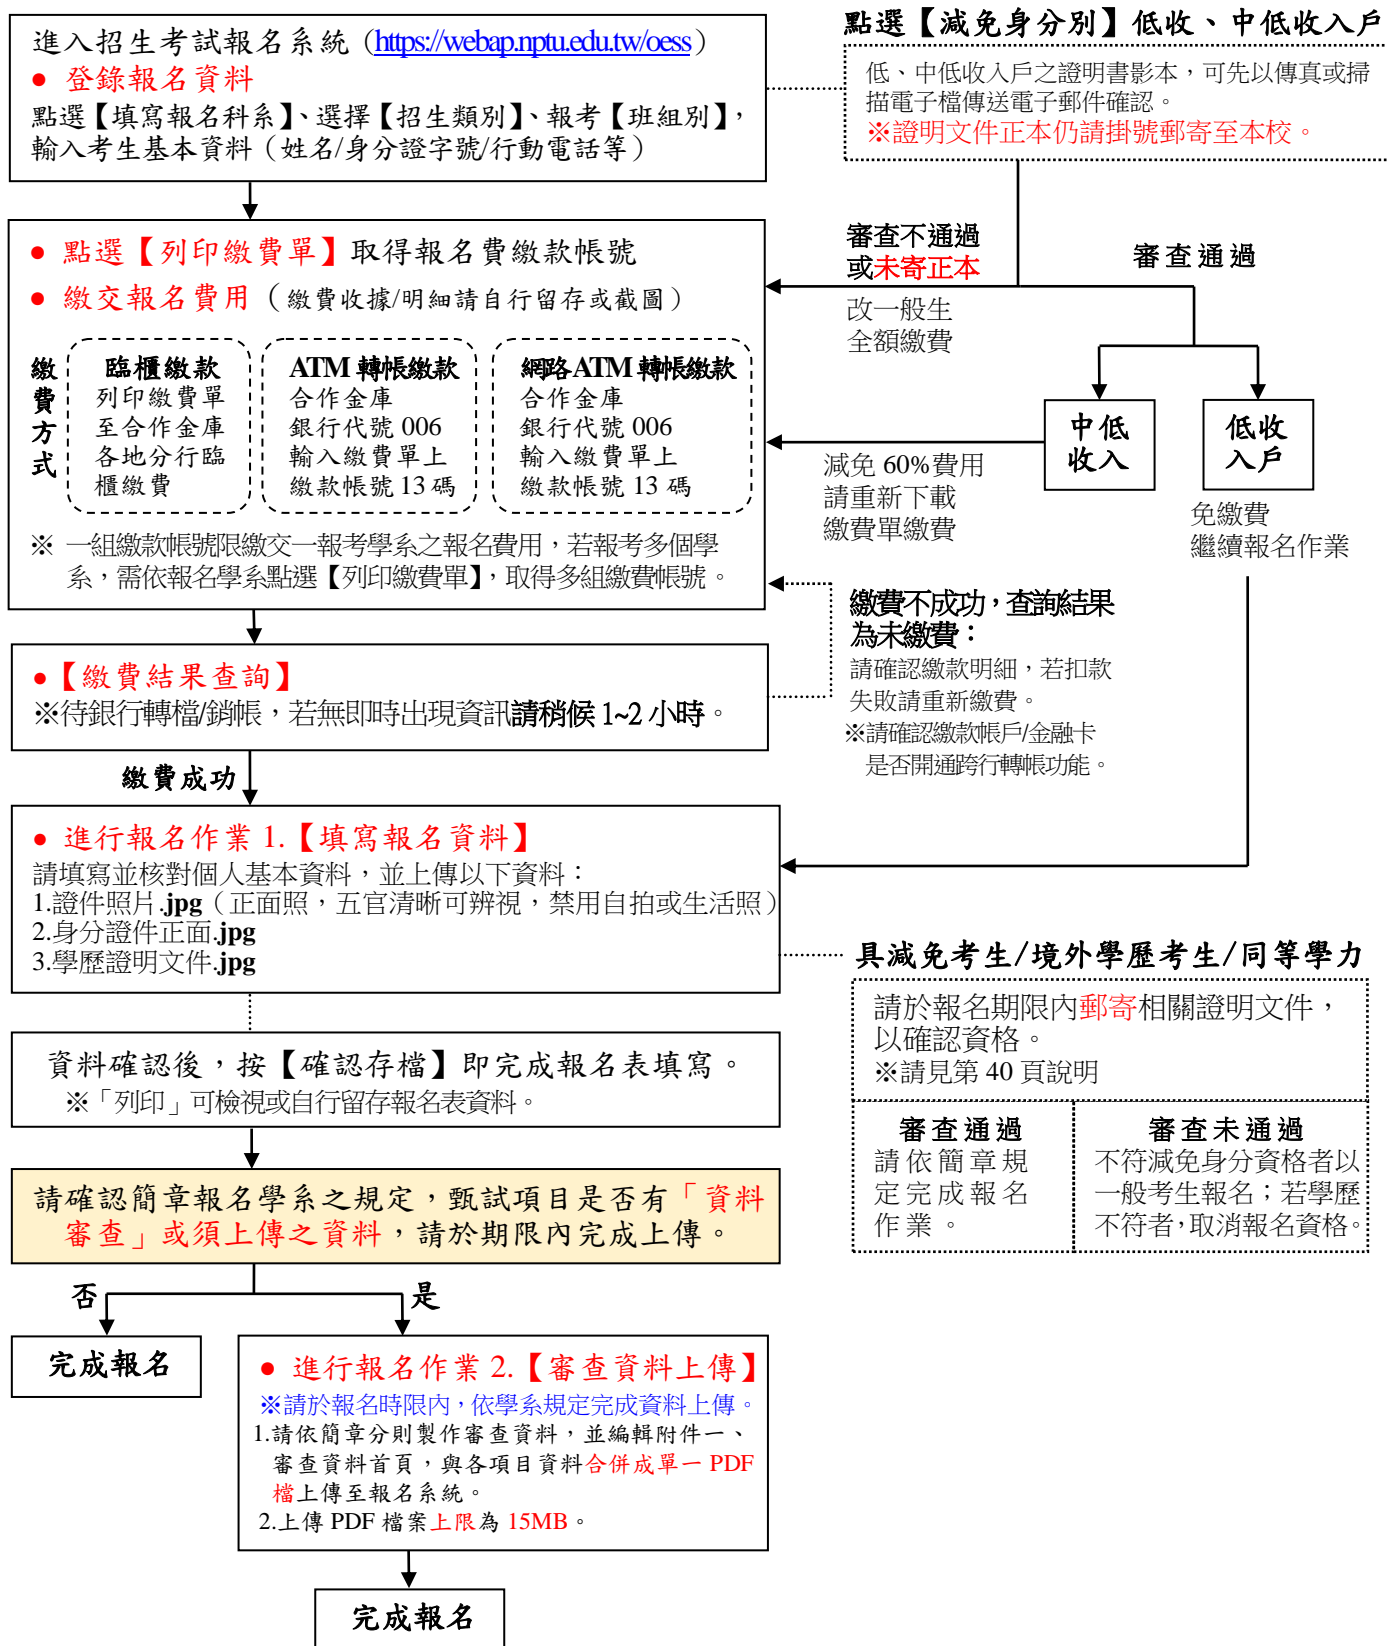 進入招生考試報名系統（https://webap.nptu.edu.tw/oess）
● 登錄報名資料
點選【填寫報名科系】、選擇【招生類別】、報考【班組別】，
輸入考生基本資料（姓名/身分證字號/行動電話等）
點選【減免身分別】低收、中低收入戶
低、中低收入戶之證明書影本，可先以傳真或掃
描電子檔傳送電子郵件確認。
※證明文件正本仍請掛號郵寄至本校。
● 點選【列印繳費單】取得報名費繳款帳號
● 繳交報名費用（繳費收據/明細請自行留存或截圖）
繳費方式
臨櫃繳款
列印繳費單
至合作金庫
各地分行臨
櫃繳費
ATM 轉帳繳款
合作金庫
銀行代號 006
輸入繳費單上
繳款帳號 13 碼
網路 ATM 轉帳繳款
合作金庫
銀行代號 006
輸入繳費單上
繳款帳號 13 碼
※ 一組繳款帳號限繳交一報考學系之報名費用，若報考多個學
系，需依報名學系點選【列印繳費單】，取得多組繳費帳號。
審查不通過
或未寄正本
改一般生
全額繳費
審查通過
中低
收入
低收
入戶
減免 60%費用
請重新下載
繳費單繳費
免繳費
繼續報名作業
繳費不成功，查詢結果
為未繳費：
請確認繳款明細，若扣款
失敗請重新繳費。
※請確認繳款帳戶/金融卡
是否開通跨行轉帳功能。
●【繳費結果查詢】
※待銀行轉檔/銷帳，若無即時出現資訊請稍候 1~2 小時。
繳費成功
● 進行報名作業 1.【填寫報名資料】
請填寫並核對個人基本資料，並上傳以下資料：
1.證件照片.jpg（正面照，五官清晰可辨視，禁用自拍或生活照）
2.身分證件正面.jpg
3.學歷證明文件.jpg
具減免考生/境外學歷考生/同等學力
請於報名期限內郵寄相關證明文件，
以確認資格。
※請見第 40 頁說明
審查通過
請依簡章規
定完成報名
作業。
審查未通過
不符減免身分資格者以
一般考生報名；若學歷
不符者，取消報名資格。
資料確認後，按【確認存檔】即完成報名表填寫。
※「列印」可檢視或自行留存報名表資料。
請確認簡章報名學系之規定，甄試項目是否有「資料
審查」或須上傳之資料，請於期限內完成上傳。
否
是
完成報名
● 進行報名作業 2.【審查資料上傳】
※請於報名時限內，依學系規定完成資料上傳。
1.請依簡章分則製作審查資料，並編輯附件一、
審查資料首頁，與各項目資料合併成單一 PDF
檔上傳至報名系統。
2.上傳 PDF 檔案上限為 15MB。
完成報名